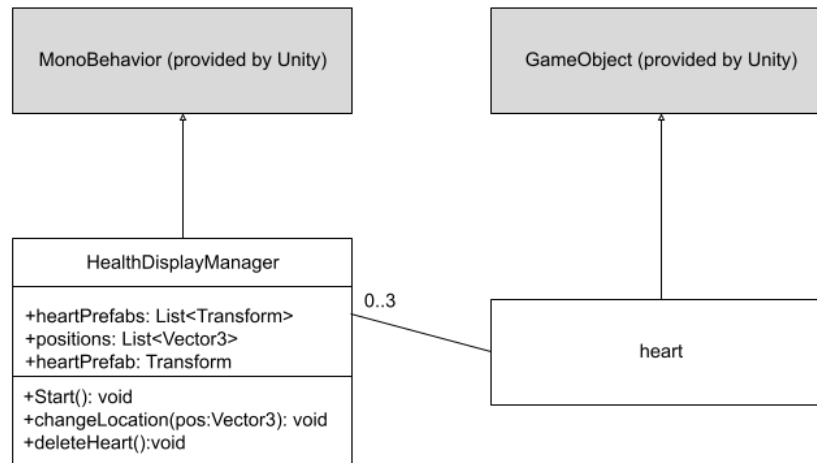 MonoBehavior (provided by Unity)
GameObject (provided by Unity)
HealthDisplayManager
+heartPrefabs: List<Transform>
+positions: List<Vector3>
+heartPrefab: Transform
+Start(): void
+changeLocation(pos:Vector3): void
+deleteHeart():void
0..3
heart